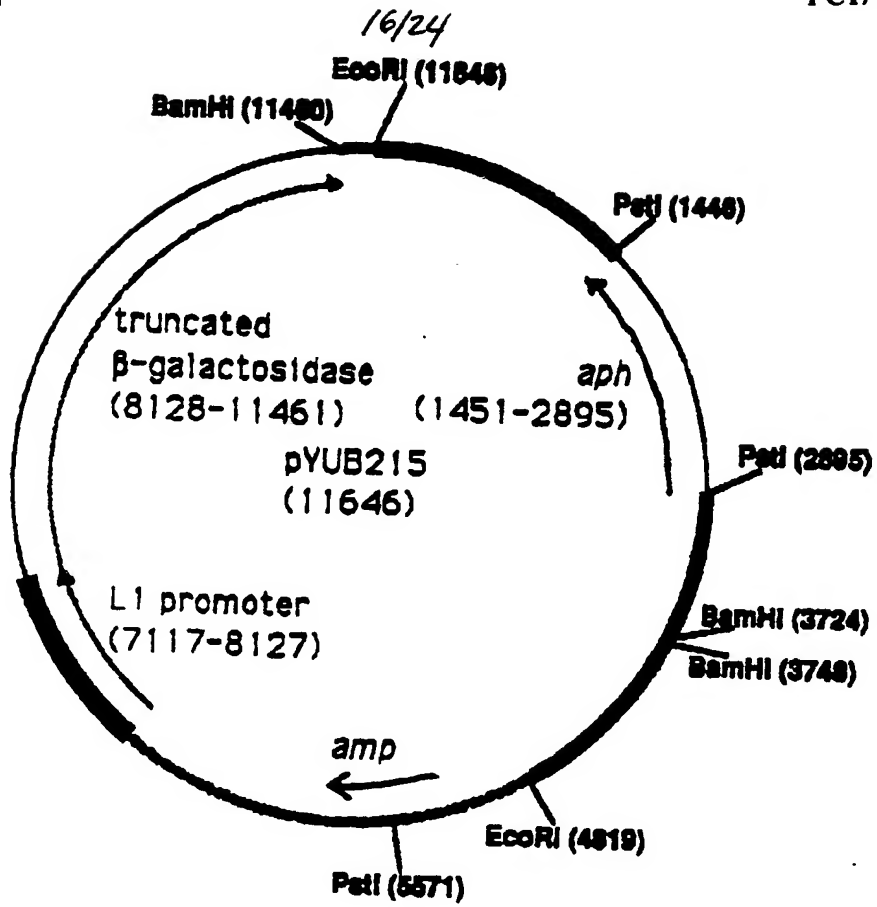 16/24
EcoRI (11646)
BamHI (11460)
PstI (1446)
truncated
β-galactosidase
(8128-11461)
aph
(1451-2895)
pYUB215
(11646)
PstI (2895)
L1 promoter
(7117-8127)
BamHI (3724)
BamHI (3748)
amp
EcoRI (4819)
PstI (5571)